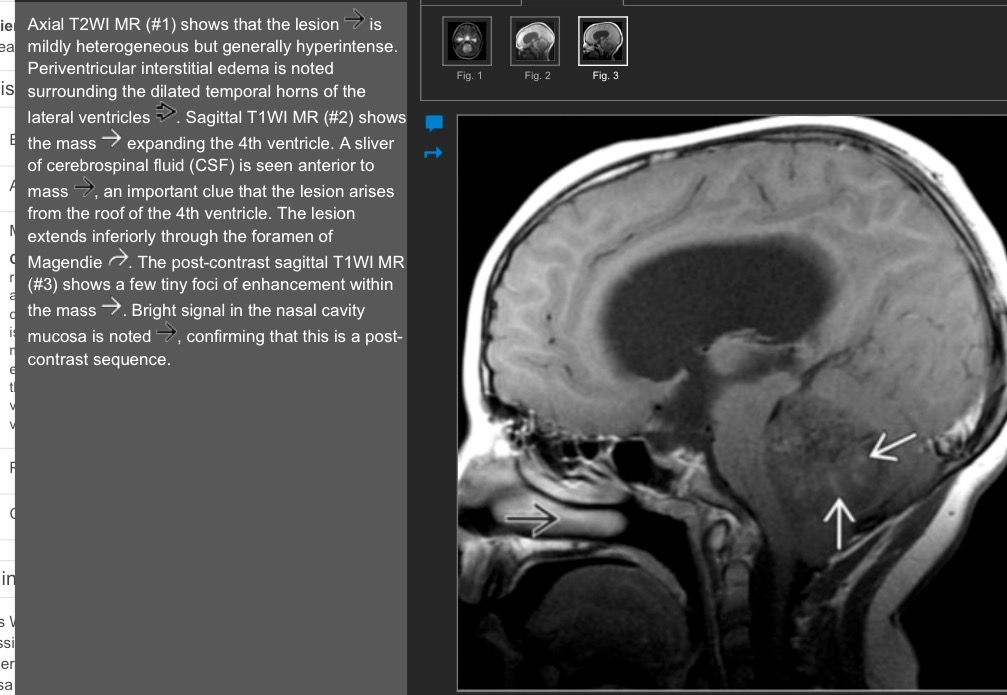 Axial T2WI MR (#1) shows that the lesion → is
mildly heterogeneous but generally hyperintense.
Periventricular interstitial edema is noted
surrounding the dilated temporal horns of the
lateral ventricles ⇨. Sagittal T1WI MR (#2) shows
the mass → expanding the 4th ventricle. A sliver
of cerebrospinal fluid (CSF) is seen anterior to
mass →, an important clue that the lesion arises
from the roof of the 4th ventricle. The lesion
extends inferiorly through the foramen of
Magendie ↷. The post-contrast sagittal T1WI MR
(#3) shows a few tiny foci of enhancement within
the mass →. Bright signal in the nasal cavity
mucosa is noted →, confirming that this is a post-
contrast sequence.
Fig. 1
Fig. 2
Fig. 3